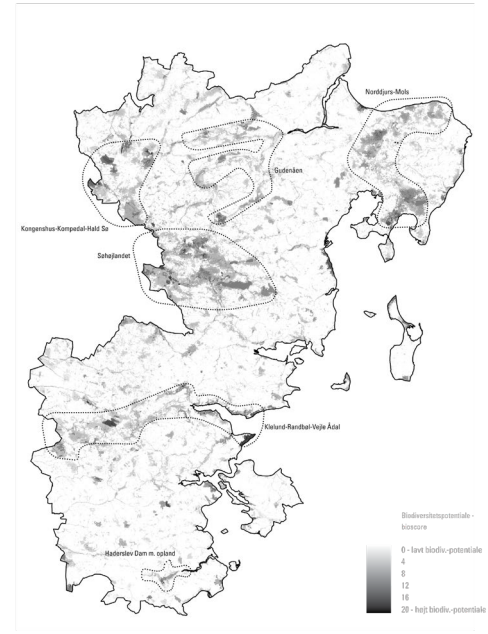 Norddjurs-Mols
Gudenåen
Kongenshus-Kompedal-Hald Sø
Søhøjlandet
Klelund-Randbøl-Vejle Ådal
Haderslev Dam m. opland
Biodiversitetspotentiale -
bioscore
0 - lavt biodiv.-potentiale
4
8
12
16
20 - højt biodiv.-potentiale